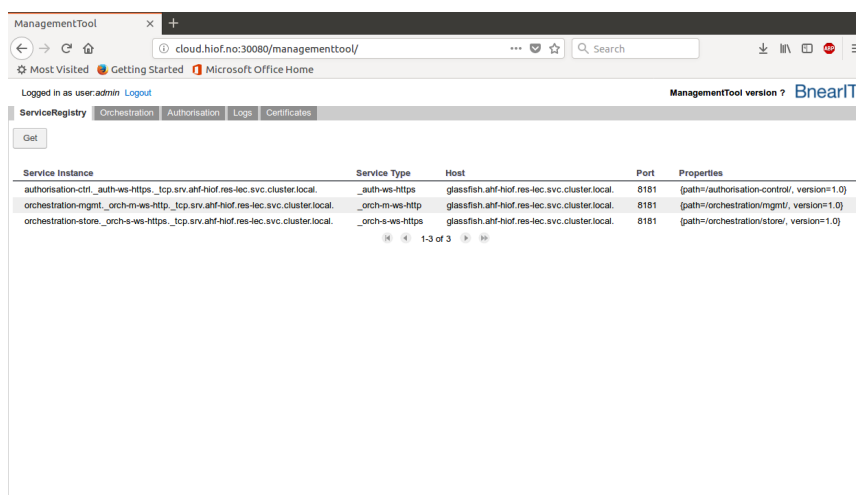 ManagementTool
cloud.hiof.no:30080/managementtool/
Search
ABP
Most Visited Getting Started Microsoft Office Home
Logged in as user:admin Logout ManagementTool version ? BnearIT
ServiceRegistry Orchestration Authorisation Logs Certificates
Get
Service Instance Service Type Host Port Properties
authorisation-ctrl._auth-ws-https._tcp.srv.ahf-hiof.res-lec.svc.cluster.local. _auth-ws-https glassfish.ahf-hiof.res-lec.svc.cluster.local. 8181 {path=/authorisation-control/, version=1.0}
orchestration-mgmt._orch-m-ws-http._tcp.srv.ahf-hiof.res-lec.svc.cluster.local. _orch-m-ws-http glassfish.ahf-hiof.res-lec.svc.cluster.local. 8181 {path=/orchestration/mgmt/, version=1.0}
orchestration-store._orch-s-ws-https._tcp.srv.ahf-hiof.res-lec.svc.cluster.local. _orch-s-ws-https glassfish.ahf-hiof.res-lec.svc.cluster.local. 8181 {path=/orchestration/store/, version=1.0}
1-3 of 3